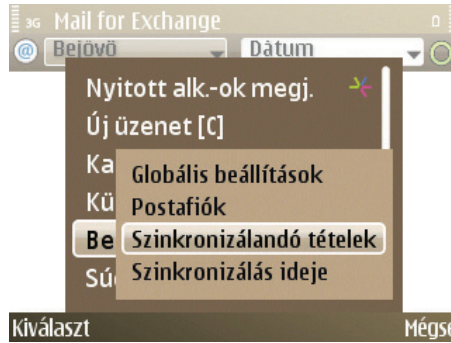 3G Mail for Exchange 0
@ Bejövő Dátum
Nyitott alk.-ok megj.
Új üzenet [C]
Ka
Globális beállítások
Kü
Postafiók
Be
Szinkronizálandó tételek
Sú
Szinkronizálás ideje
Kiválaszt Mégse